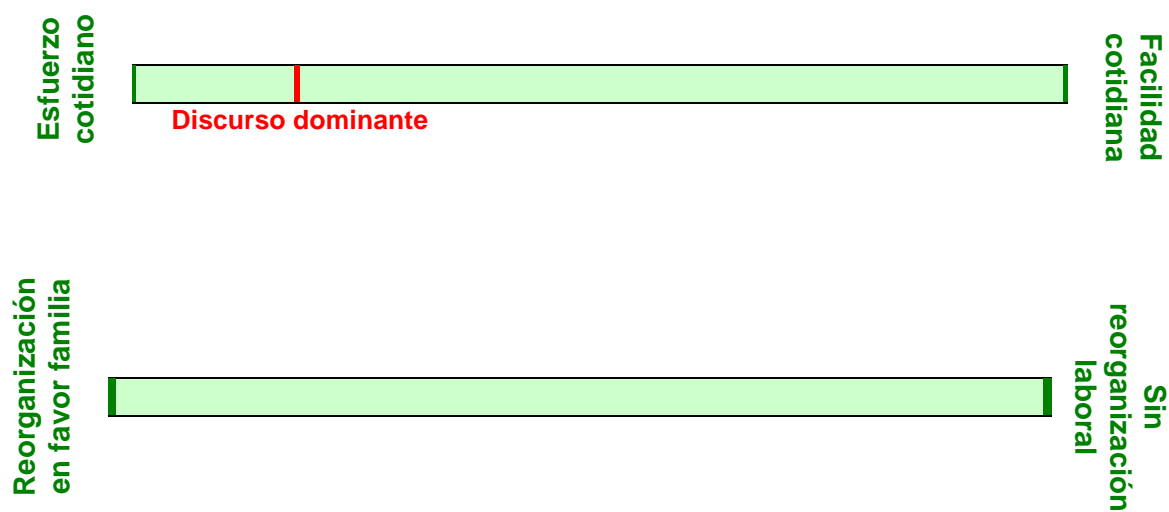 Esfuerzo
cotidiano
Discurso dominante
Facilidad
cotidiana
Reorganización
en favor familia
Sin
reorganización
laboral